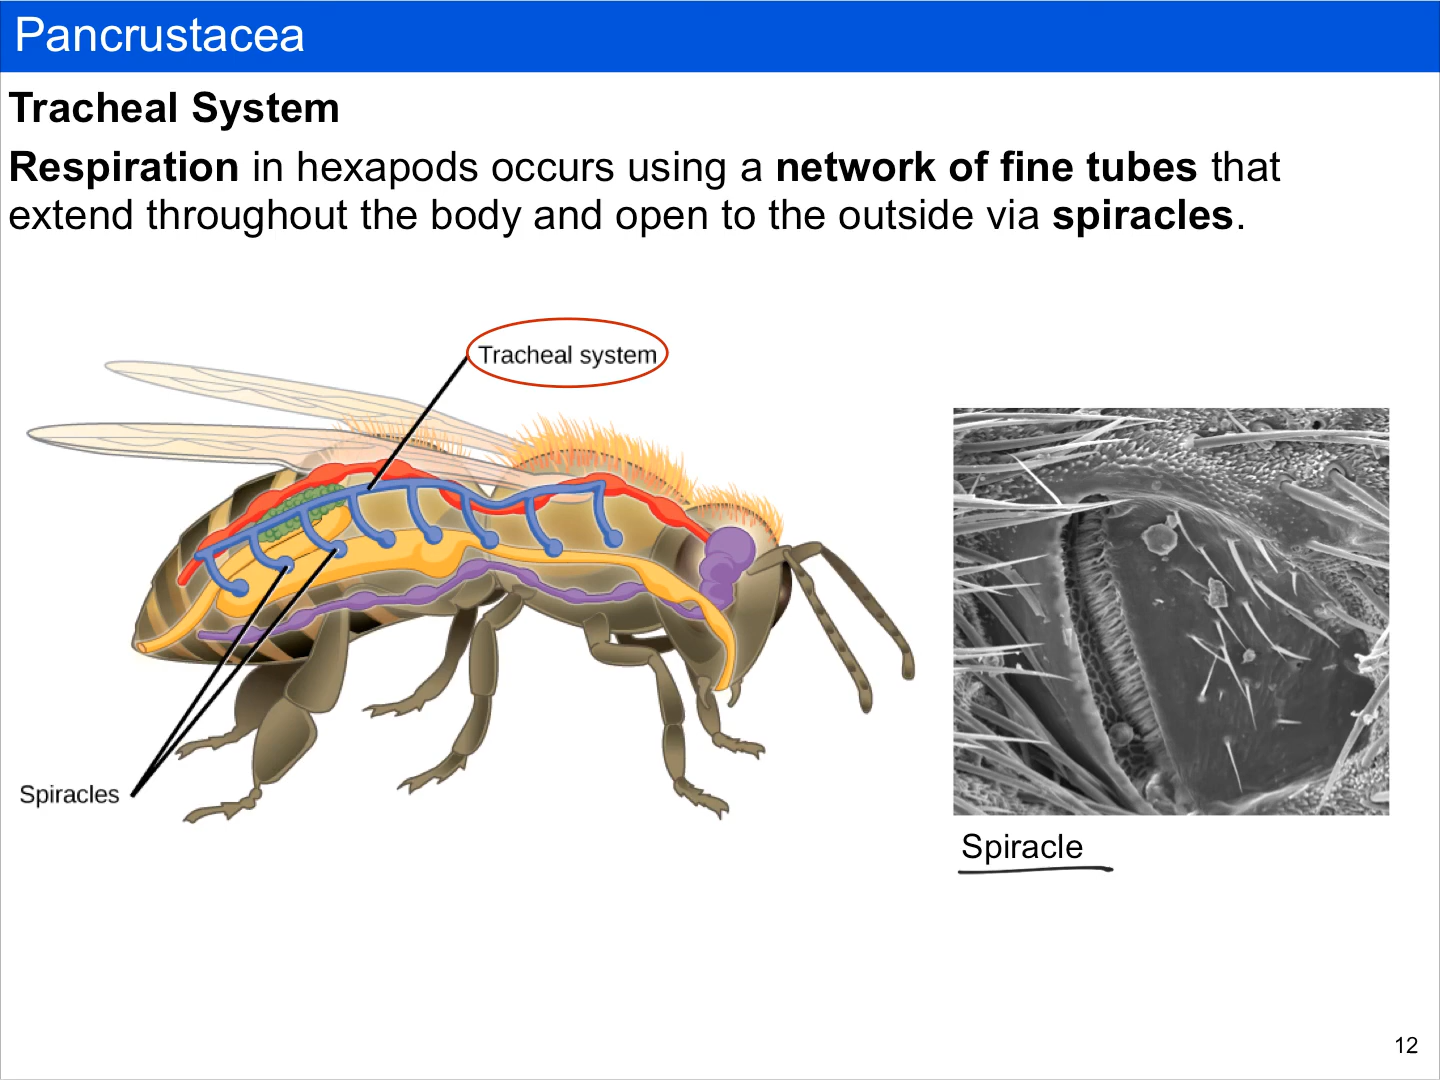 Pancrustacea
Tracheal System
Respiration in hexapods occurs using a network of fine tubes that
extend throughout the body and open to the outside via spiracles.
Tracheal system
Spiracles
Spiracle
12